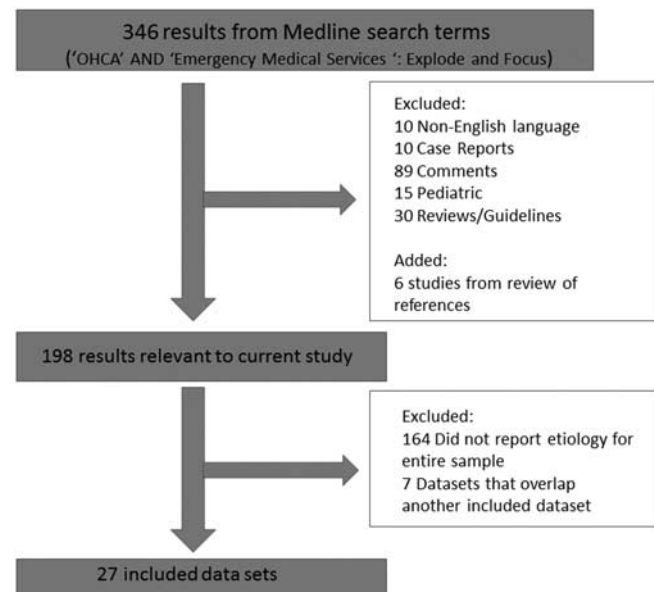 346 results from Medline search terms
('OHCA' AND 'Emergency Medical Services ': Explode and Focus)
Excluded:
10 Non-English language
10 Case Reports
89 Comments
15 Pediatric
30 Reviews/Guidelines
Added:
6 studies from review of
references
198 results relevant to current study
Excluded:
164 Did not report etiology for
entire sample
7 Datasets that overlap
another included dataset
27 included data sets